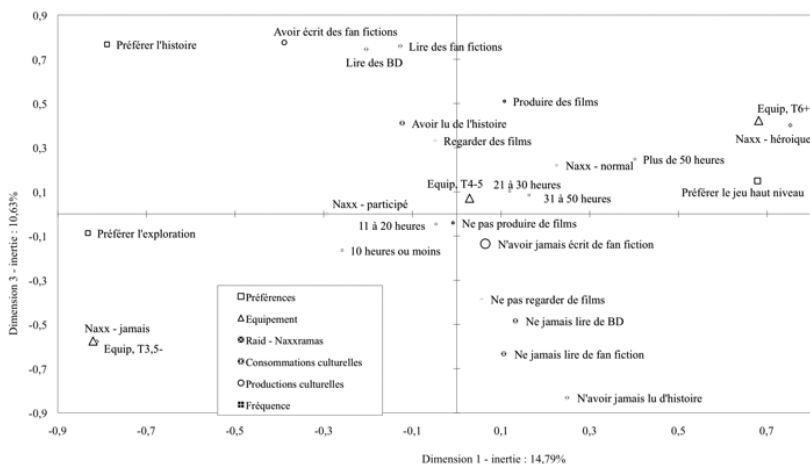 0,9
0,7
0,5
0,3
0,1
-0,1
-0,3
-0,5
-0,7
0,9
Dimension 3 - inertie : 10,63%
Préférer l'histoire
Avoir écrit des fan fictions
Lire des fan fictions
Lire des BD
Produire des films
Equip, T6+
Avoir lu de l'histoire
Naxx - héroique
Regarder des films
Plus de 50 heures
Naxx - normal
Equip, T4-5
21 à 30 heures
31 à 50 heures
Préférer le jeu haut niveau
Naxx - participé
11 à 20 heures
Ne pas produire de films
Préférer l'exploration
N'avoir jamais écrit de fan fiction
10 heures ou moins
Ne pas regarder de films
Naxx - jamais
Ne jamais lire de BD
Equip, T3,5-
Ne jamais lire de fan fiction
N'avoir jamais lu d'histoire
Préférences
Equipement
Raid - Naxxramas
Consommations culturelles
Productions culturelles
Fréquence
-0,9
-0,7
-0,5
-0,3
-0,1
0,1
0,3
0,5
0,7
Dimension 1 - inertie : 14,79%